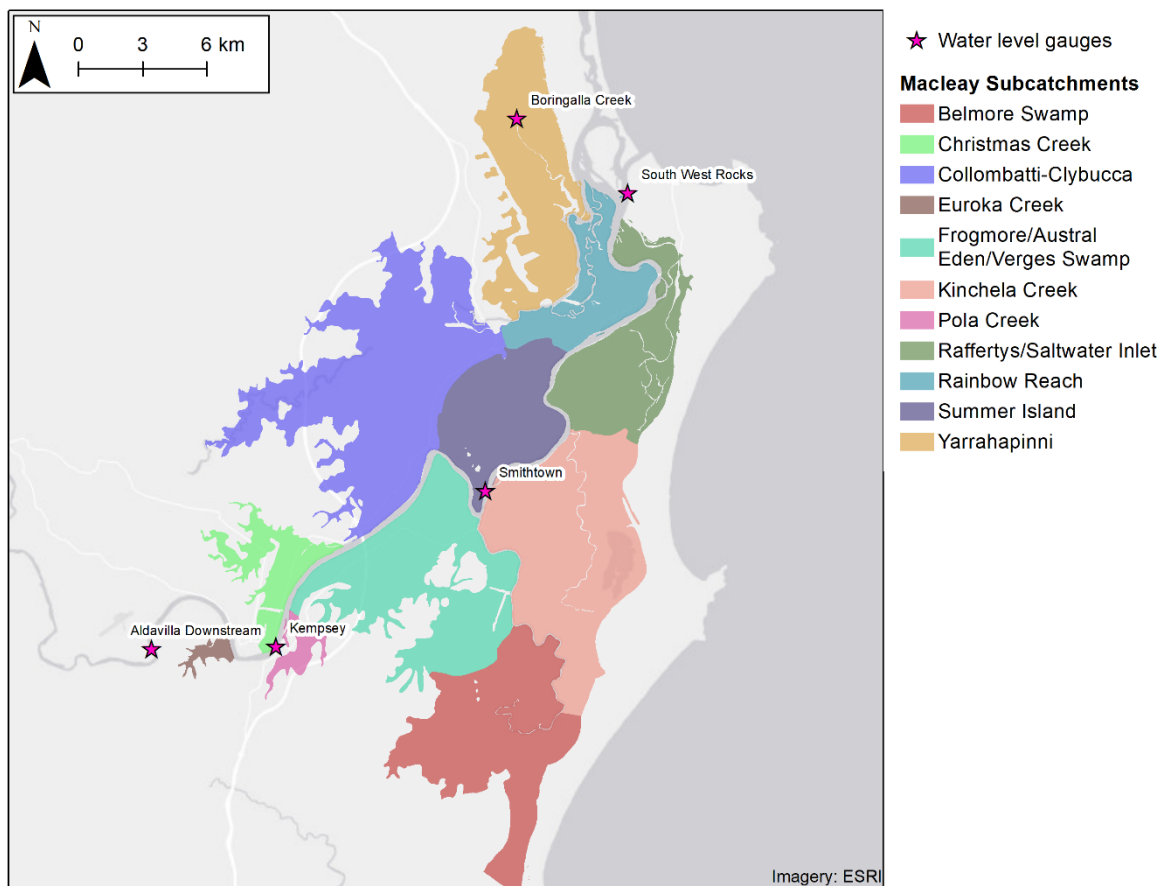 N
0 3 6 km
Boringalla Creek
South West Rocks
Smithtown
Aldavilla Downstream
Kempsey
Imagery: ESRI
Water level gauges
Macleay Subcatchments
Belmore Swamp
Christmas Creek
Collombatti-Clybucca
Euroka Creek
Frogmore/Austral
Eden/Verges Swamp
Kinchela Creek
Pola Creek
Raffertys/Saltwater Inlet
Rainbow Reach
Summer Island
Yarrahapinni